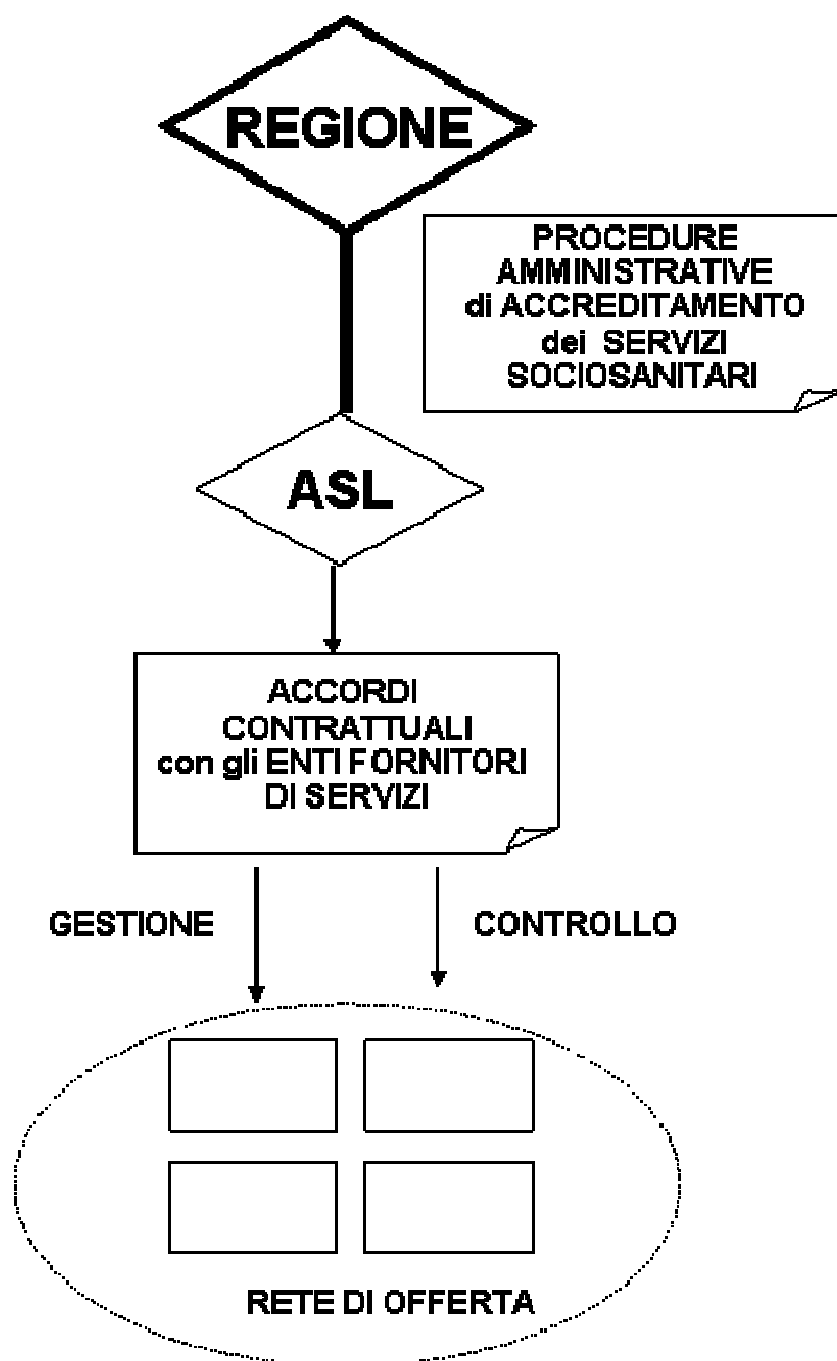 REGIONE
PROCEDURE
AMMINISTRATIVE
di ACCREDITAMENTO
dei SERVIZI
SOCIOSANITARI
ASL
ACCORDI
CONTRATTUALI
con gli ENTI FORNITORI
DI SERVIZI
GESTIONE
CONTROLLO
RETE DI OFFERTA